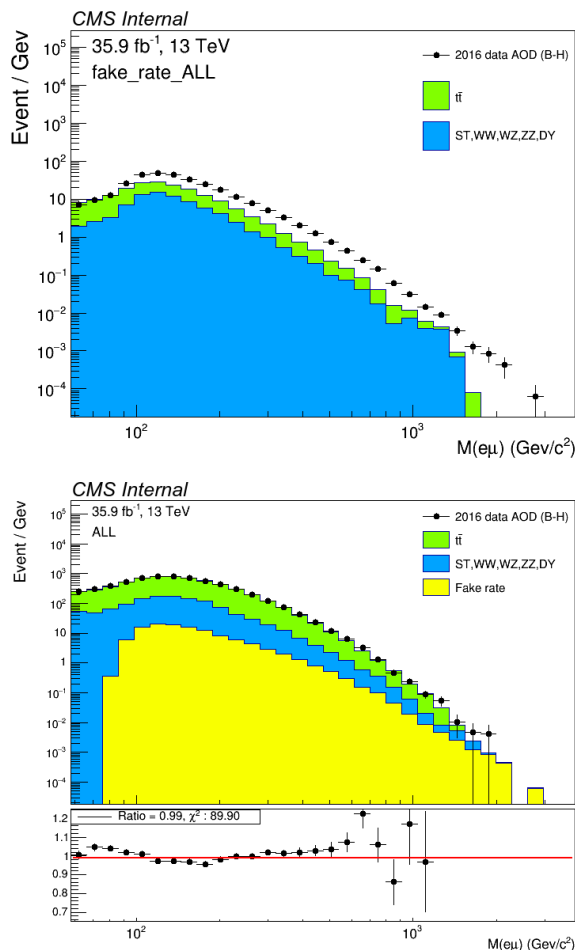 CMS Internal
35.9 fb⁻¹, 13 TeV
fake_rate_ALL
2016 data AOD (B-H)
tt̄
ST,WW,WZ,ZZ,DY
Event / Gev
10⁵
10⁴
10³
10²
10
1
10⁻¹
10⁻²
10⁻³
10⁻⁴
10²
10³
M(eμ) (Gev/c²)
CMS Internal
35.9 fb⁻¹, 13 TeV
ALL
2016 data AOD (B-H)
tt̄
ST,WW,WZ,ZZ,DY
Fake rate
Event / Gev
10⁵
10⁴
10³
10²
10
1
10⁻¹
10⁻²
10⁻³
10⁻⁴
Ratio = 0.99, χ² : 89.90
1.2
1.1
1
0.9
0.8
0.7
10²
10³
M(eμ) (Gev/c²)